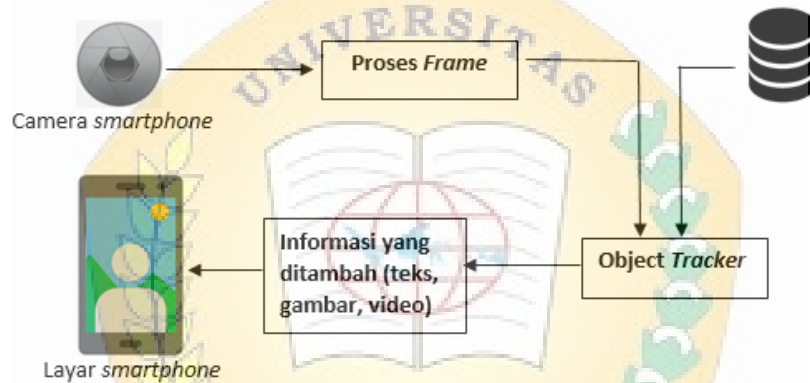 UNIVERSITAS
Proses Frame
Camera smartphone
Informasi yang
ditambah (teks,
gambar, video)
Object Tracker
Layar smartphone